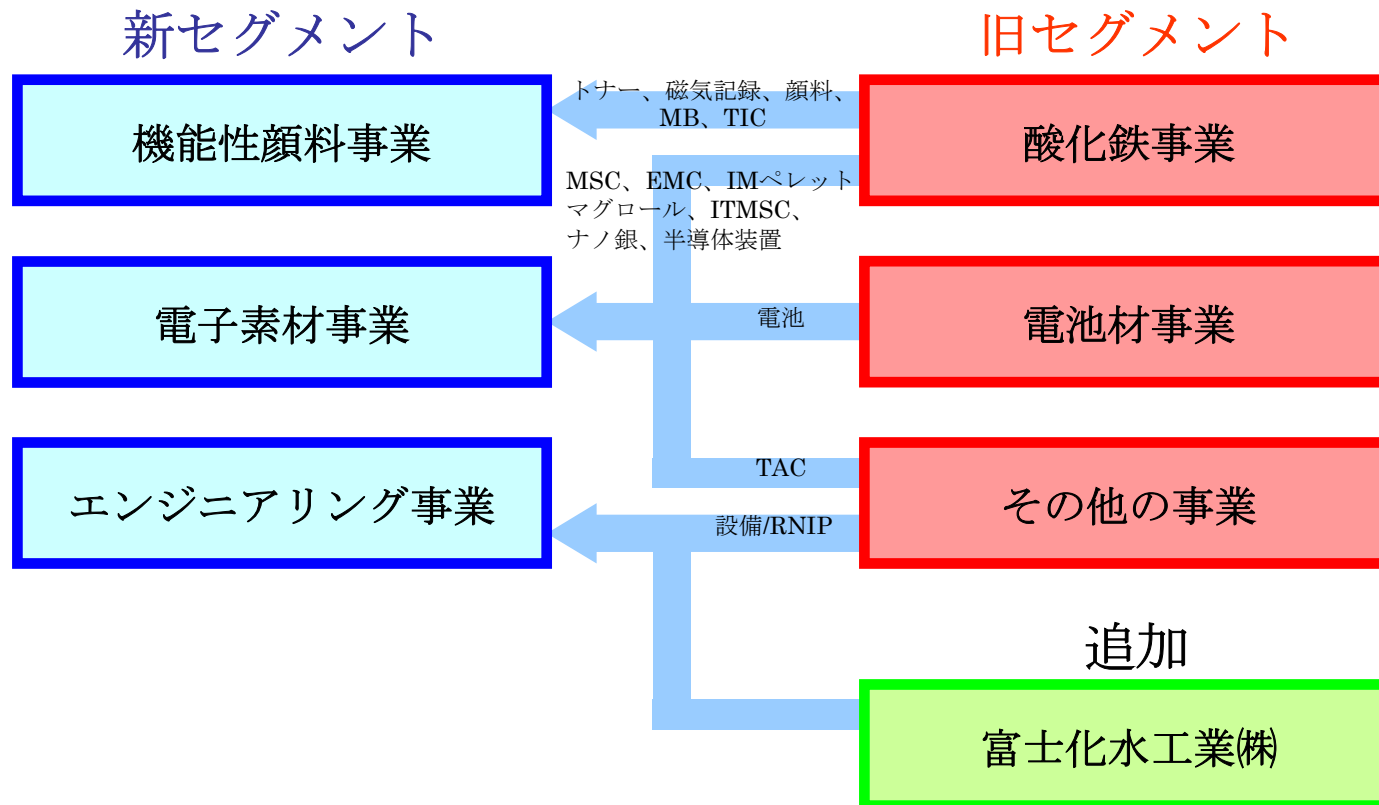 新セグメント
旧セグメント
機能性顔料事業
トナー、磁気記録、顔料、
MB、TIC
酸化鉄事業
MSC、EMC、IMペレット
マグロール、ITMSC、
ナノ銀、半導体装置
電子素材事業
電池
電池材事業
エンジニアリング事業
TAC
設備/RNIP
その他の事業
追加
富士化水工業㈱